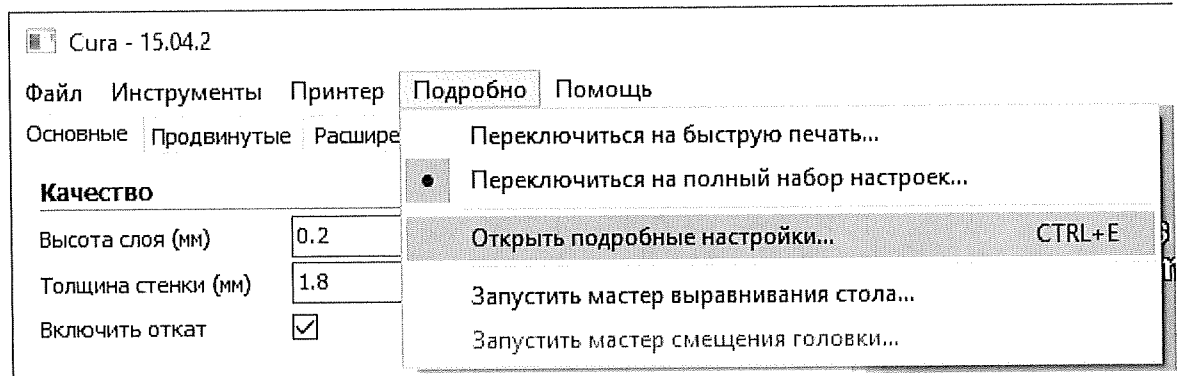 Cura - 15.04.2
Файл Инструменты Принтер Подробно Помощь
Основные Продвинутые Расшире
Переключиться на быструю печать...
Качество
Переключиться на полный набор настроек...
Высота слоя (мм) 0.2
Открыть подробные настройки... CTRL+E
Толщина стенки (мм) 1.8
Запустить мастер выравнивания стола...
Включить откат
Запустить мастер смещения головки...